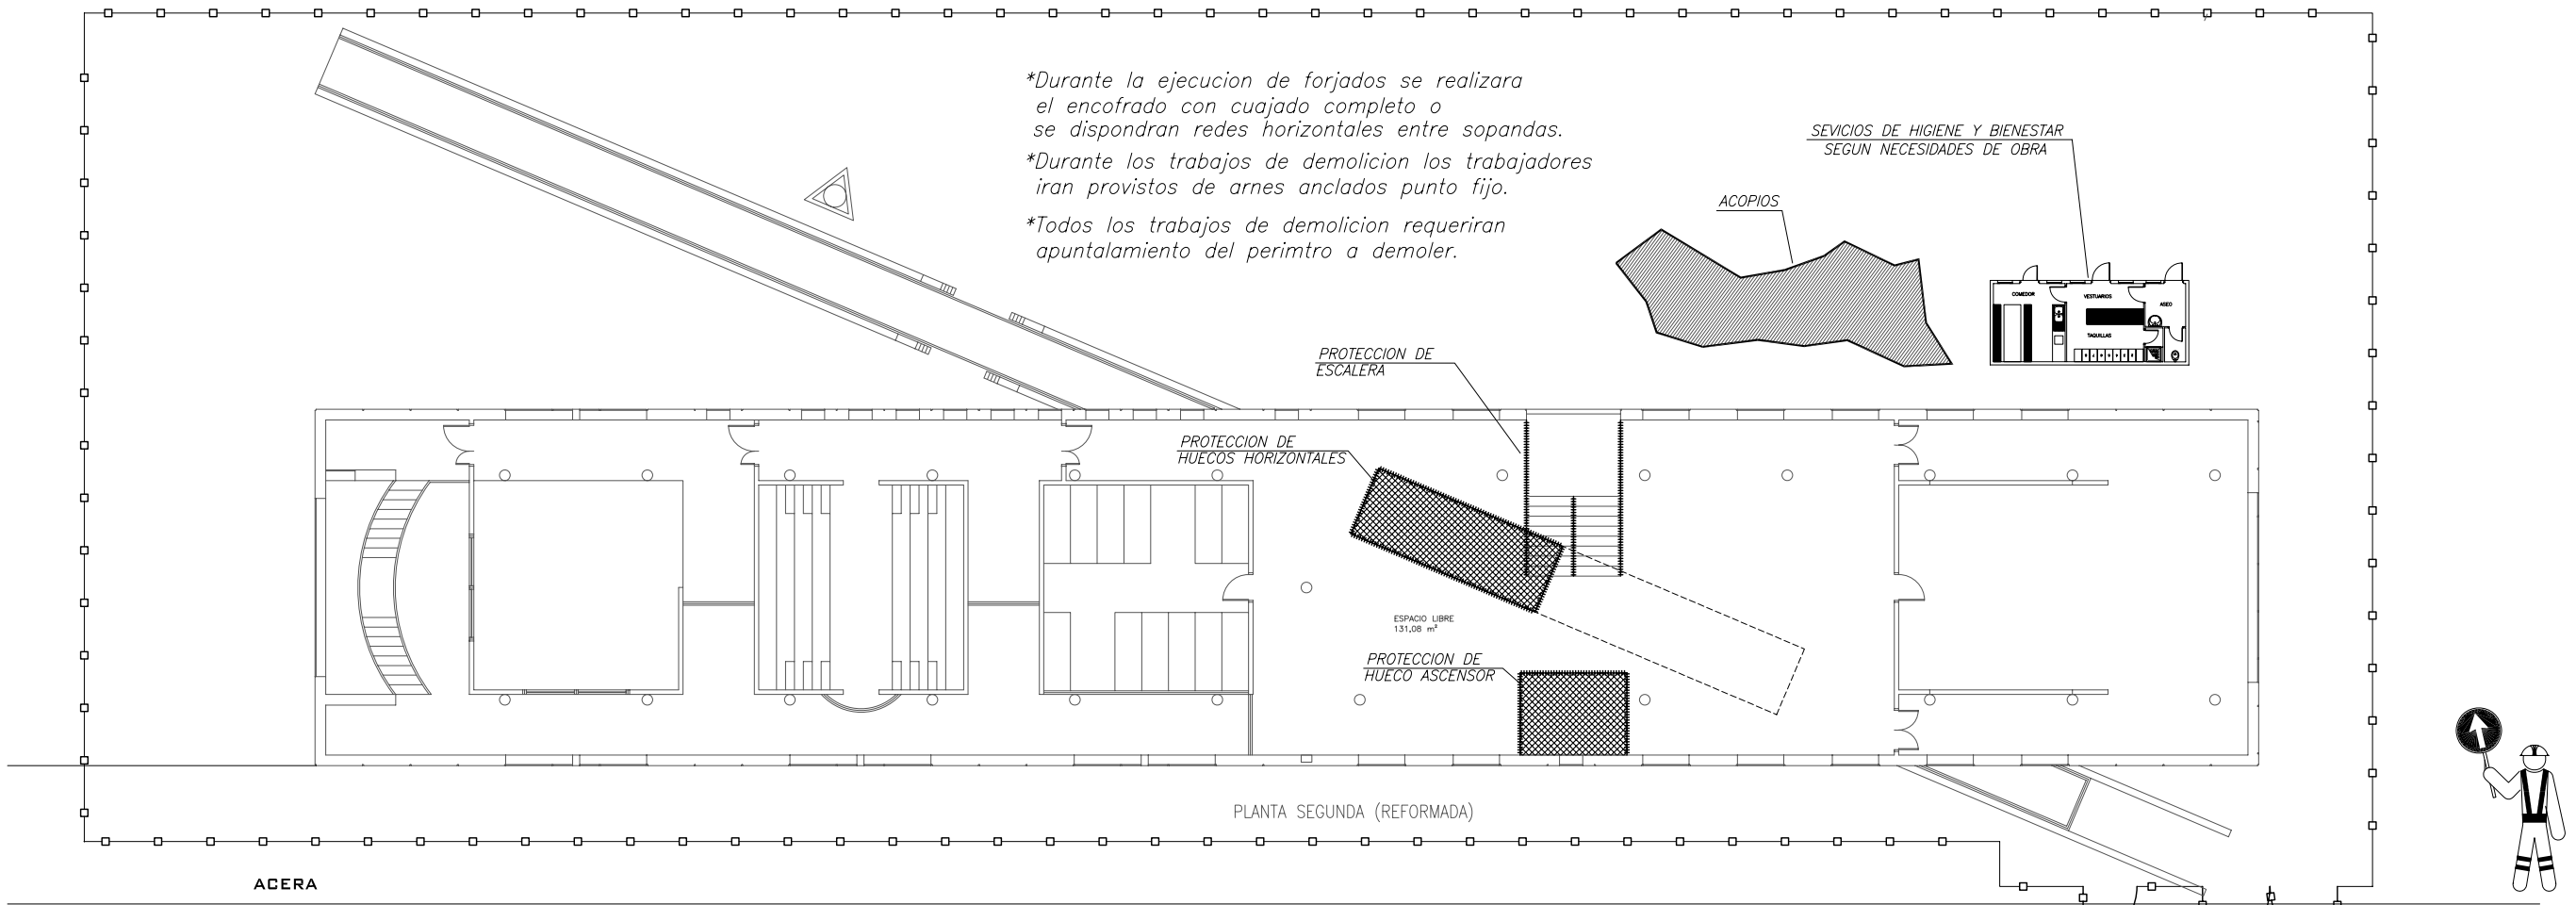 *Durante la ejecucion de forjados se realizara
el encofrado con cuajado completo o
se dispondran redes horizontales entre sopandas.
*Durante los trabajos de demolicion los trabajadores
iran provistos de arnes anclados punto fijo.
*Todos los trabajos de demolicion requeriran
apuntalamiento del perimtro a demoler.
SEVICIOS DE HIGIENE Y BIENESTAR
SEGUN NECESIDADES DE OBRA
ACOPIOS
COMEDOR
VESTUARIOS
ASEO
TAQUILLAS
PROTECCION DE
ESCALERA
PROTECCION DE
HUECOS HORIZONTALES
ESPACIO LIBRE
131,08 m²
PROTECCION DE
HUECO ASCENSOR
PLANTA SEGUNDA (REFORMADA)
ACERA